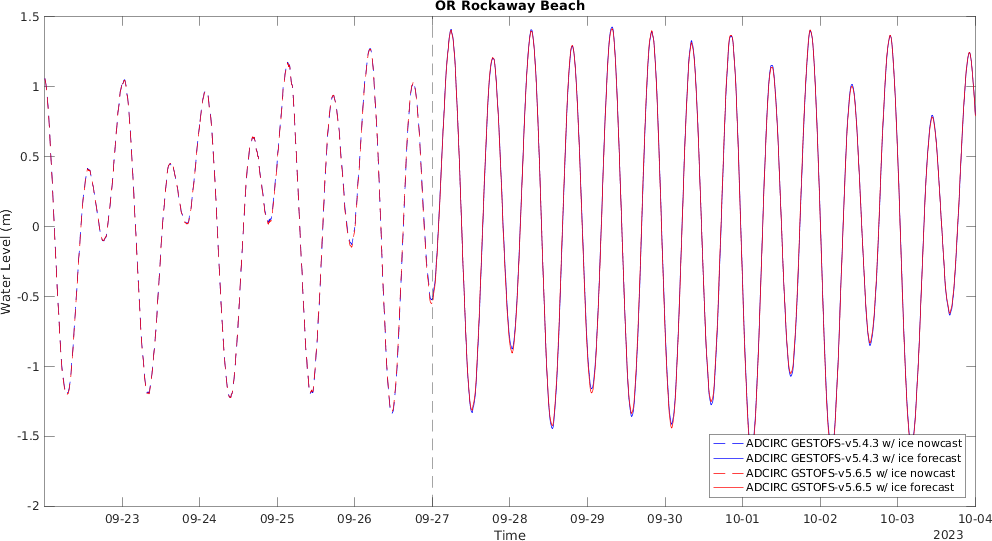 OR Rockaway Beach
1.5
1
0.5
0
-0.5
-1
-1.5
-2
Water Level (m)
ADCIRC GESTOFS-v5.4.3 w/ ice nowcast
ADCIRC GESTOFS-v5.4.3 w/ ice forecast
ADCIRC GSTOFS-v5.6.5 w/ ice nowcast
ADCIRC GSTOFS-v5.6.5 w/ ice forecast
09-23 09-24 09-25 09-26 09-27 09-28 09-29 09-30 10-01 10-02 10-03 10-04
Time
2023